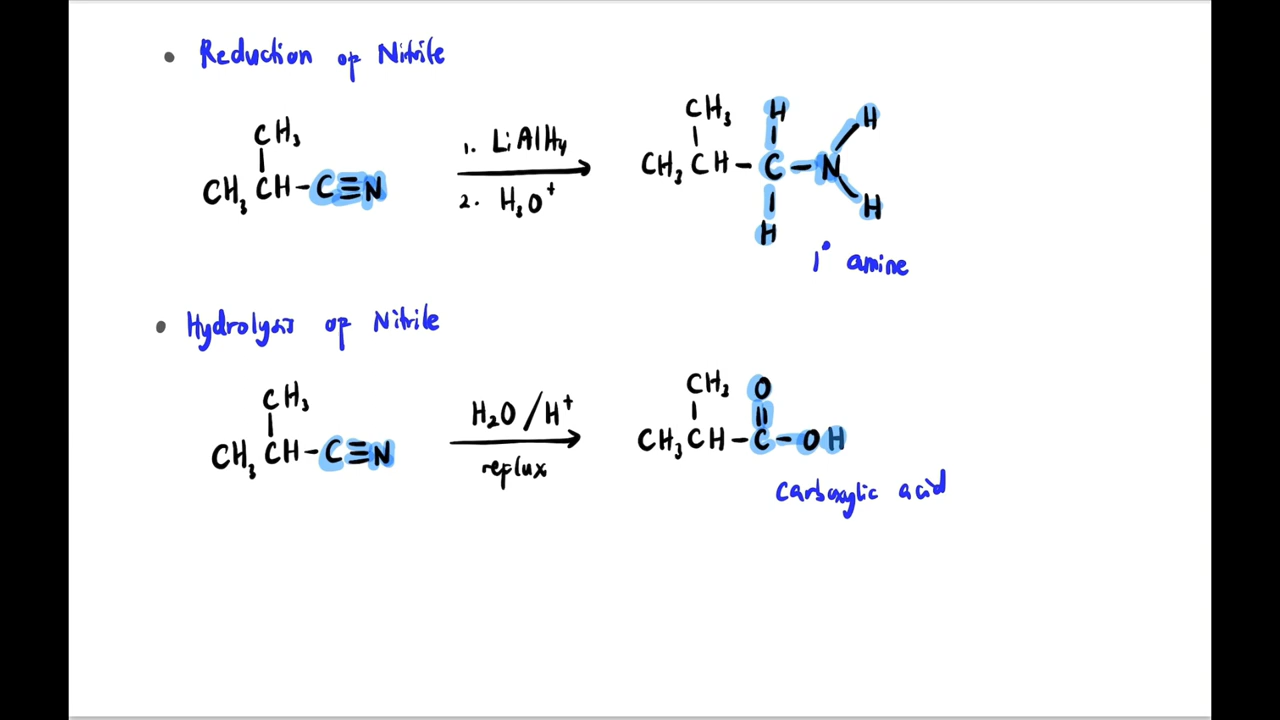 • Reduction of Nitrile
CH₃
CH₃CH-C≡N
1. LiAlH₄
2. H₃O⁺
CH₃ H H
CH₃CH-C-N
H H
1° amine
• Hydrolysis of Nitrile
CH₃
CH₃CH-C≡N
H₂O/H⁺
reflux
CH₃ O
CH₃CH-C-OH
Carboxylic acid